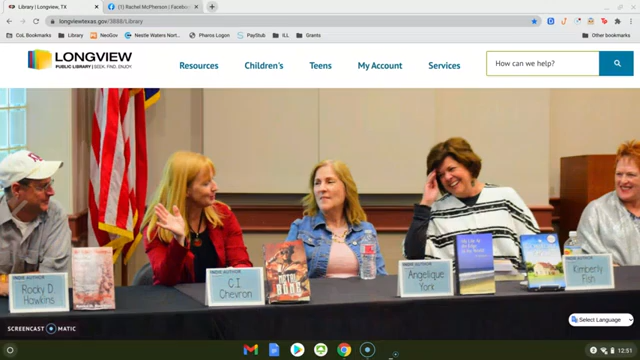 Library | Longview, TX
Rachel McPherson | Facebook
longviewtexas.gov/3888/Library
CoL Bookmarks
Library
NeoGov
Nestle Waters Nort...
Pharos Logon
PayStub
ILL
Grants
Other bookmarks
LONGVIEW
PUBLIC LIBRARY | SEEK. FIND. ENJOY.
Resources
Children's
Teens
My Account
Services
How can we help?
INDIE AUTHOR
Rocky D
Hawkins
INDIE AUTHOR
C.I.
Chevron
INDIE AUTHOR
Angelique
York
INDIE AUTHOR
Kimberly
Fish
Select Language
SCREENCAST MATIC
12:51